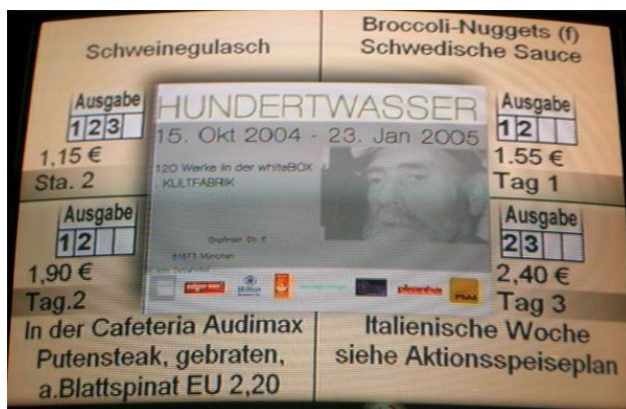 Schweinegulasch
Broccoli-Nuggets (f)
Schwedische Sauce
Ausgabe
1 2 3
1,15 €
Sta. 2
Ausgabe
1 2
1.55 €
Tag 1
HUNDERTWASSER
15. Okt 2004 - 23. Jan 2005
120 Werke in der whiteBOX
KULTFABRIK
81671 München
Ausgabe
1 2
1,90 €
Tag.2
Ausgabe
2 3
2,40 €
Tag 3
In der Cafeteria Audimax
Putensteak, gebraten,
a.Blattspinat EU 2,20
Italienische Woche
siehe Aktionsspeiseplan